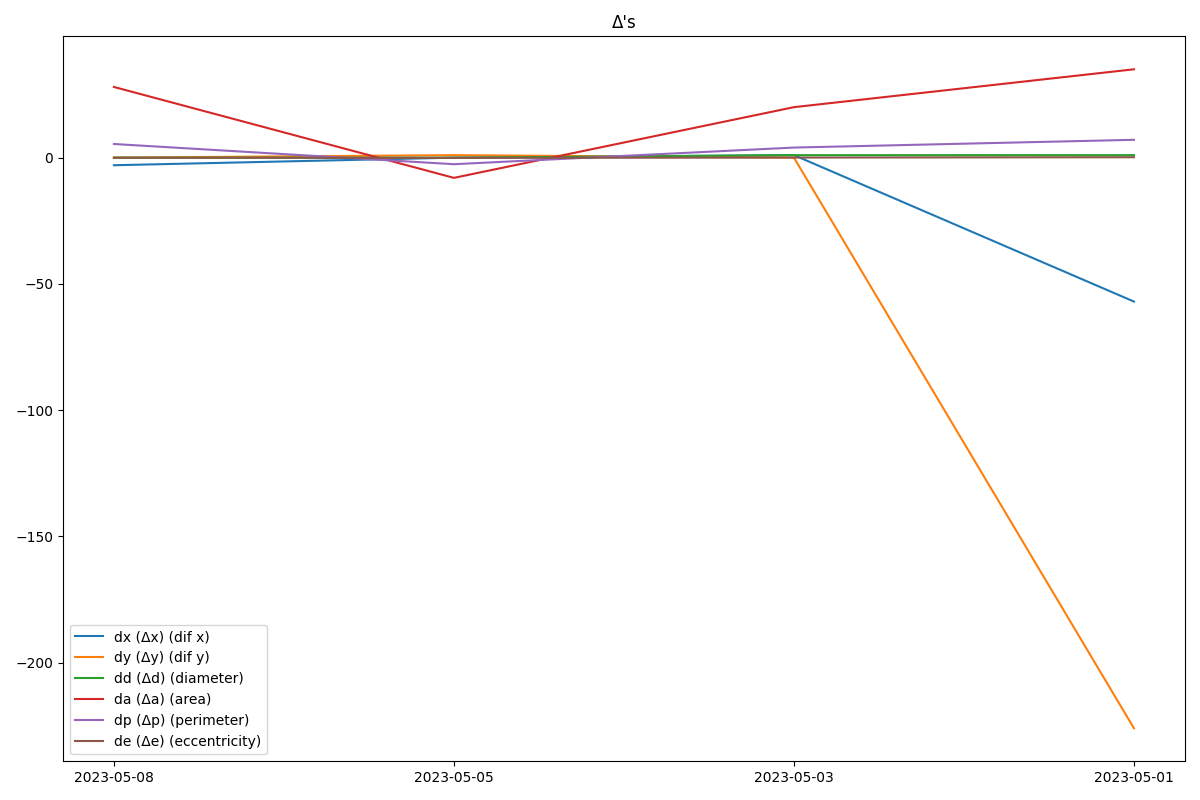 Δ's
0
−50
−100
−150
−200
dx (Δx) (dif x)
dy (Δy) (dif y)
dd (Δd) (diameter)
da (Δa) (area)
dp (Δp) (perimeter)
de (Δe) (eccentricity)
2023-05-08 2023-05-05 2023-05-03 2023-05-01